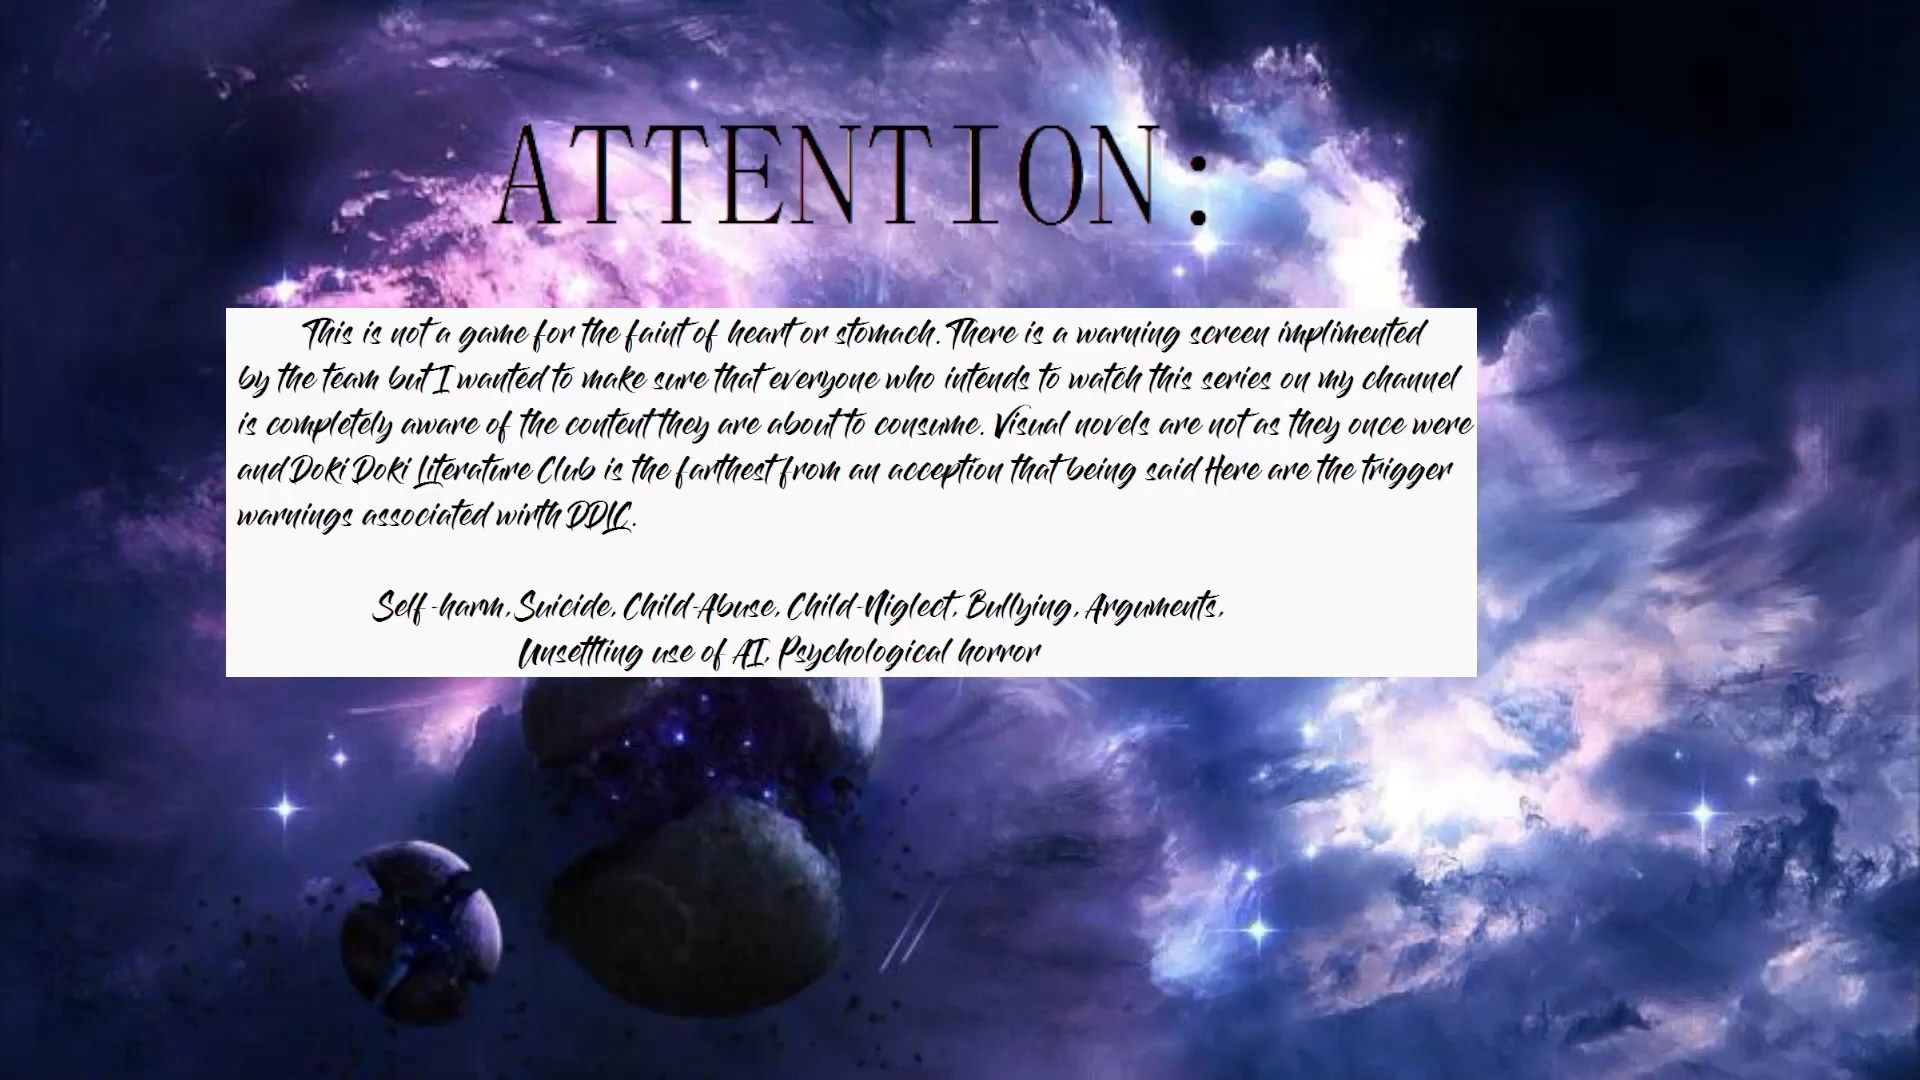 ATTENTION:
This is not a game for the faint of heart or stomach. There is a warning screen implimented
by the team but I wanted to make sure that everyone who intends to watch this series on my channel
is completely aware of the content they are about to consume. Visual novels are not as they once were
and Doki Doki Literature Club is the farthest from an acception that being said Here are the trigger
warnings associated wirth DDLC.
Self-harm, Suicide, Child-Abuse, Child-Niglect, Bullying, Arguments,
Unsettling use of AI, Psychological horror